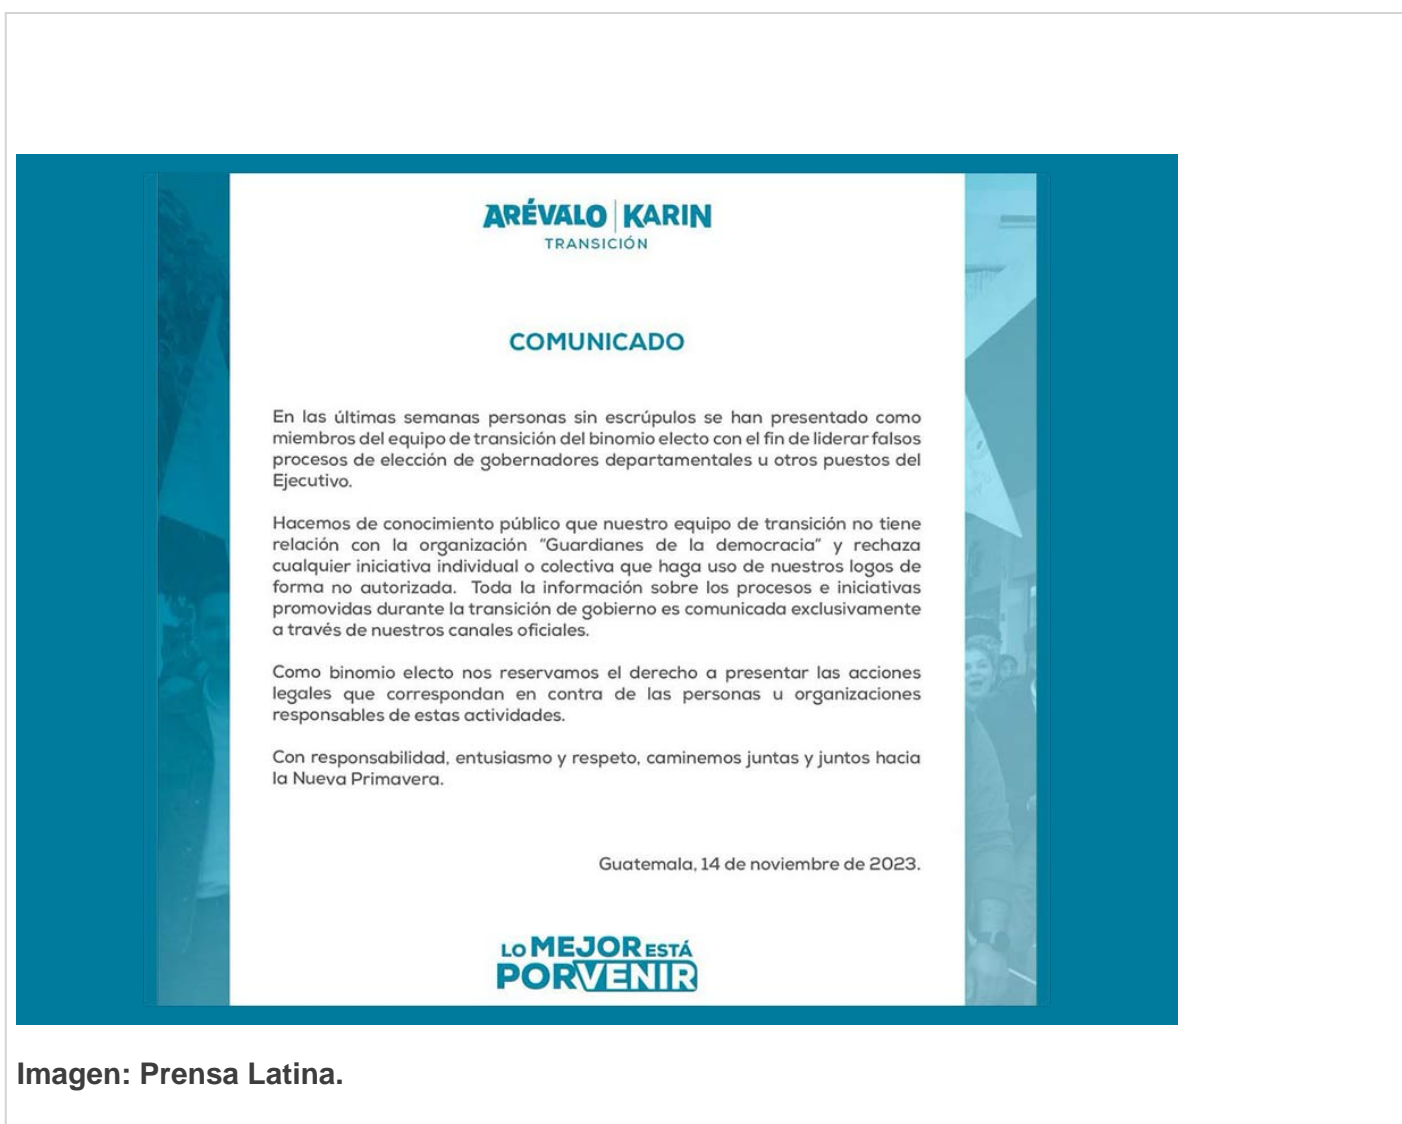 ARÉVALO | KARIN
TRANSICIÓN
COMUNICADO
En las últimas semanas personas sin escrúpulos se han presentado como
miembros del equipo de transición del binomio electo con el fin de liderar falsos
procesos de elección de gobernadores departamentales u otros puestos del
Ejecutivo.
Hacemos de conocimiento público que nuestro equipo de transición no tiene
relación con la organización “Guardianes de la democracia” y rechaza
cualquier iniciativa individual o colectiva que haga uso de nuestros logos de
forma no autorizada. Toda la información sobre los procesos e iniciativas
promovidas durante la transición de gobierno es comunicada exclusivamente
a través de nuestros canales oficiales.
Como binomio electo nos reservamos el derecho a presentar las acciones
legales que correspondan en contra de las personas u organizaciones
responsables de estas actividades.
Con responsabilidad, entusiasmo y respeto, caminemos juntas y juntos hacia
la Nueva Primavera.
Guatemala, 14 de noviembre de 2023.
LO MEJOR ESTÁ
PORVENIR
Imagen: Prensa Latina.